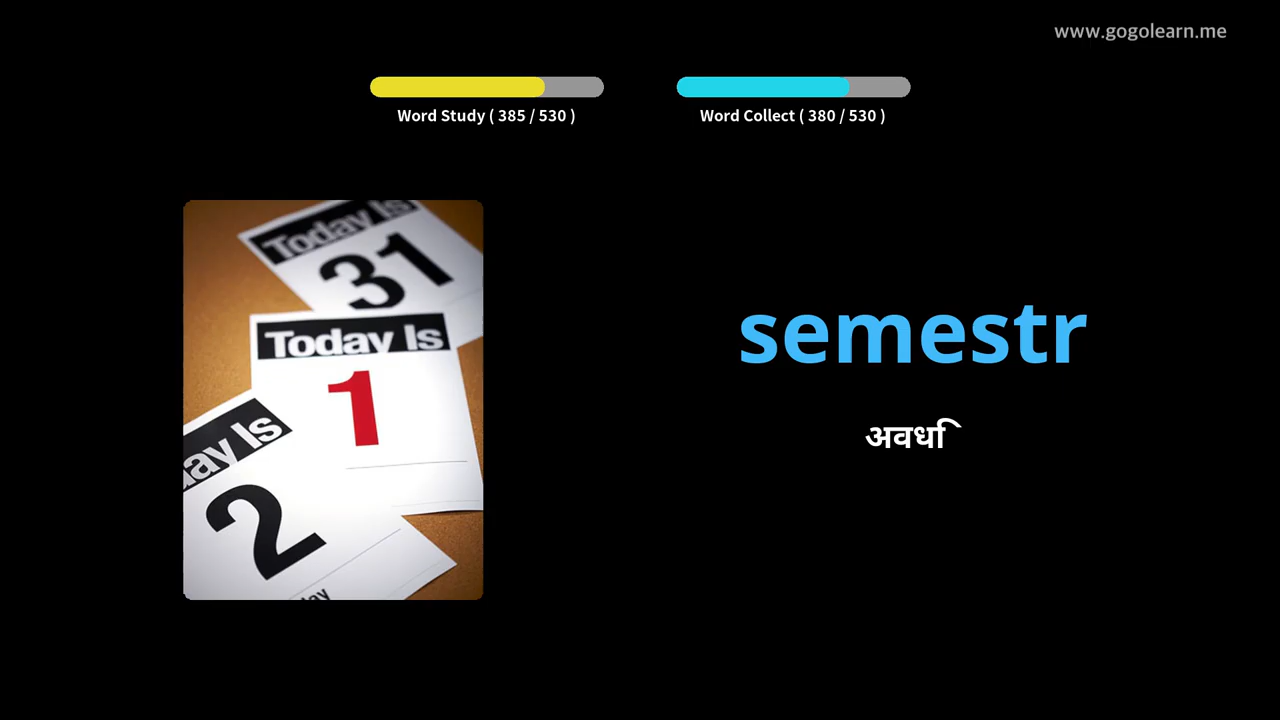 www.gogolearn.me
Word Study ( 385 / 530 )
Word Collect ( 380 / 530 )
Today Is
31
Today Is
1
ay Is
2
semestr
अवधि